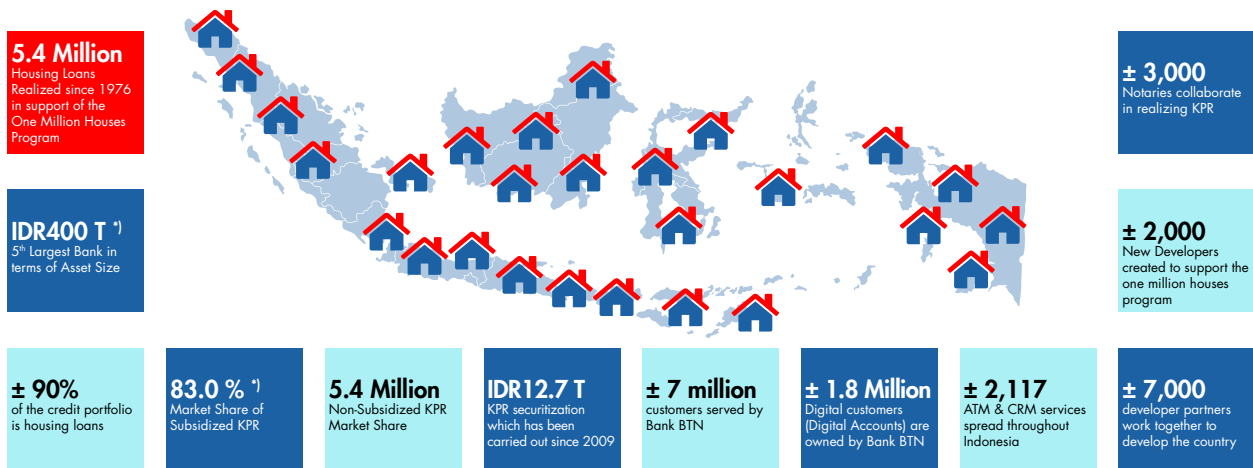 5.4 Million
Housing Loans
Realized since 1976
in support of the
One Million Houses
Program
± 3,000
Notaries collaborate
in realizing KPR
IDR400 T *)
5th Largest Bank in
terms of Asset Size
± 2,000
New Developers
created to support the
one million houses
program
± 90%
of the credit portfolio
is housing loans
83.0 % *)
Market Share of
Subsidized KPR
5.4 Million
Non-Subsidized KPR
Market Share
IDR12.7 T
KPR securitization
which has been
carried out since 2009
± 7 million
customers served by
Bank BTN
± 1.8 Million
Digital customers
(Digital Accounts) are
owned by Bank BTN
± 2,117
ATM & CRM services
spread throughout
Indonesia
± 7,000
developer partners
work together to
develop the country